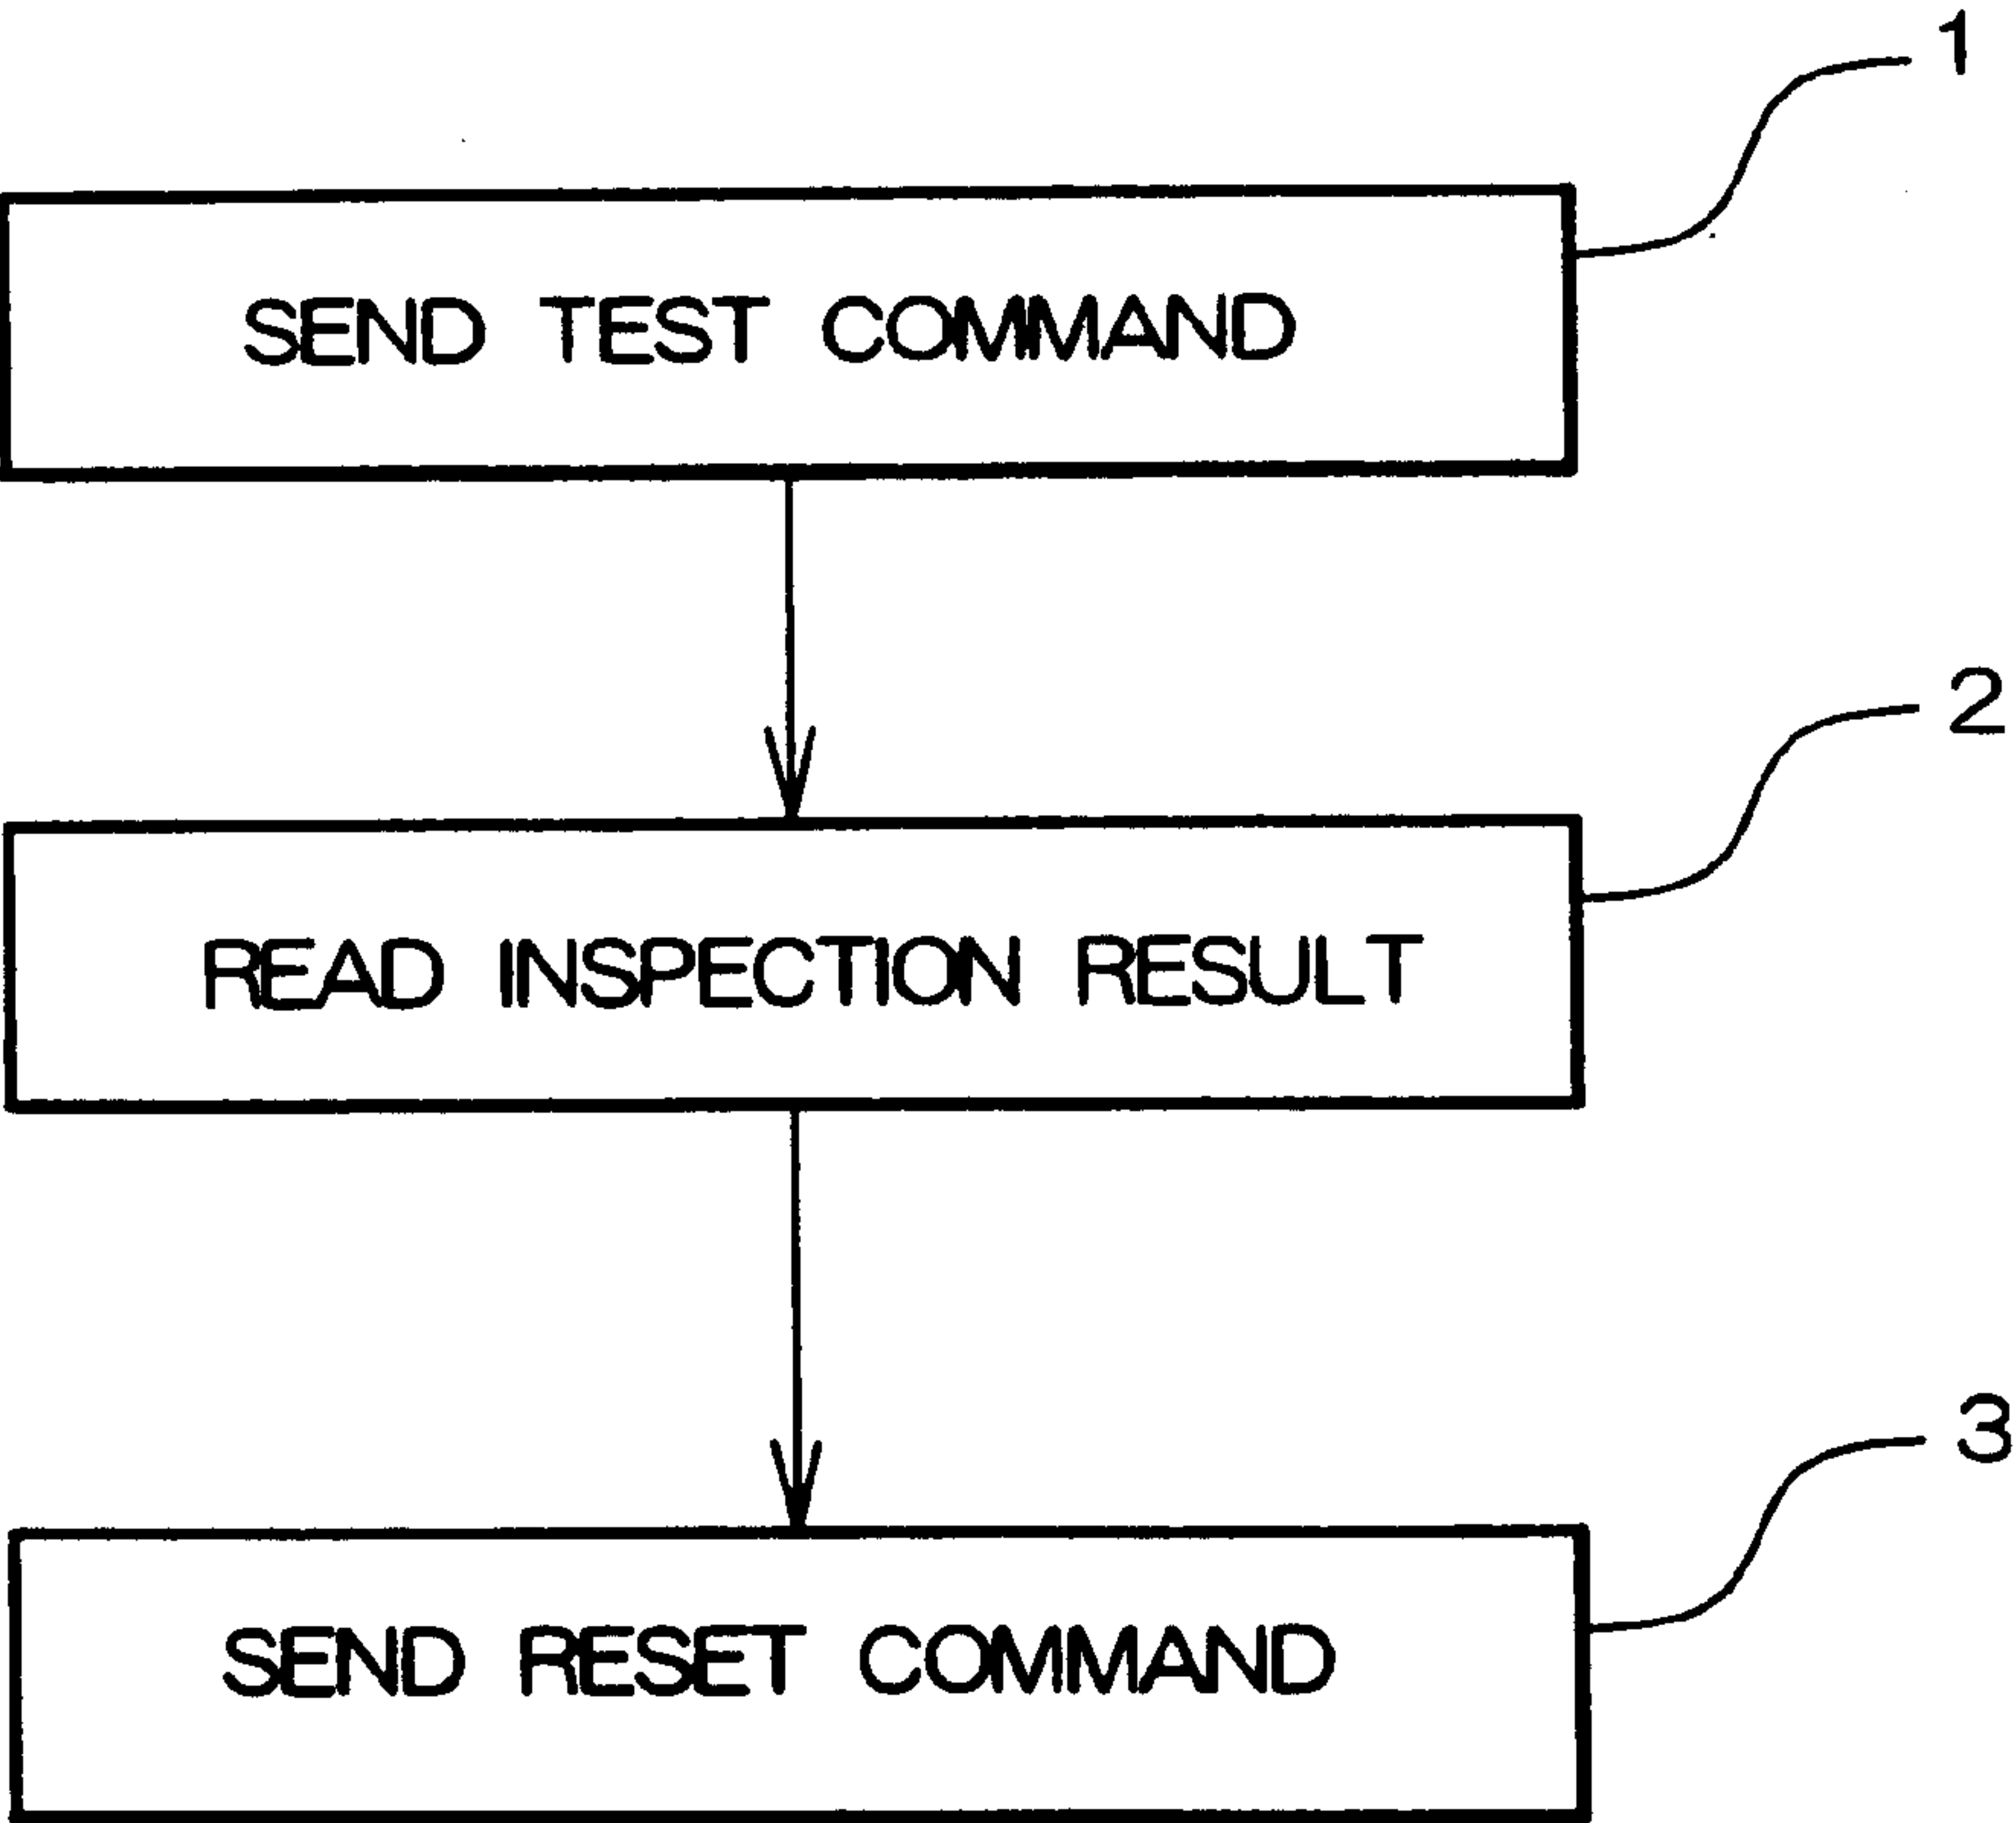 1
SEND TEST COMMAND
2
READ INSPECTION RESULT
3
SEND RESET COMMAND